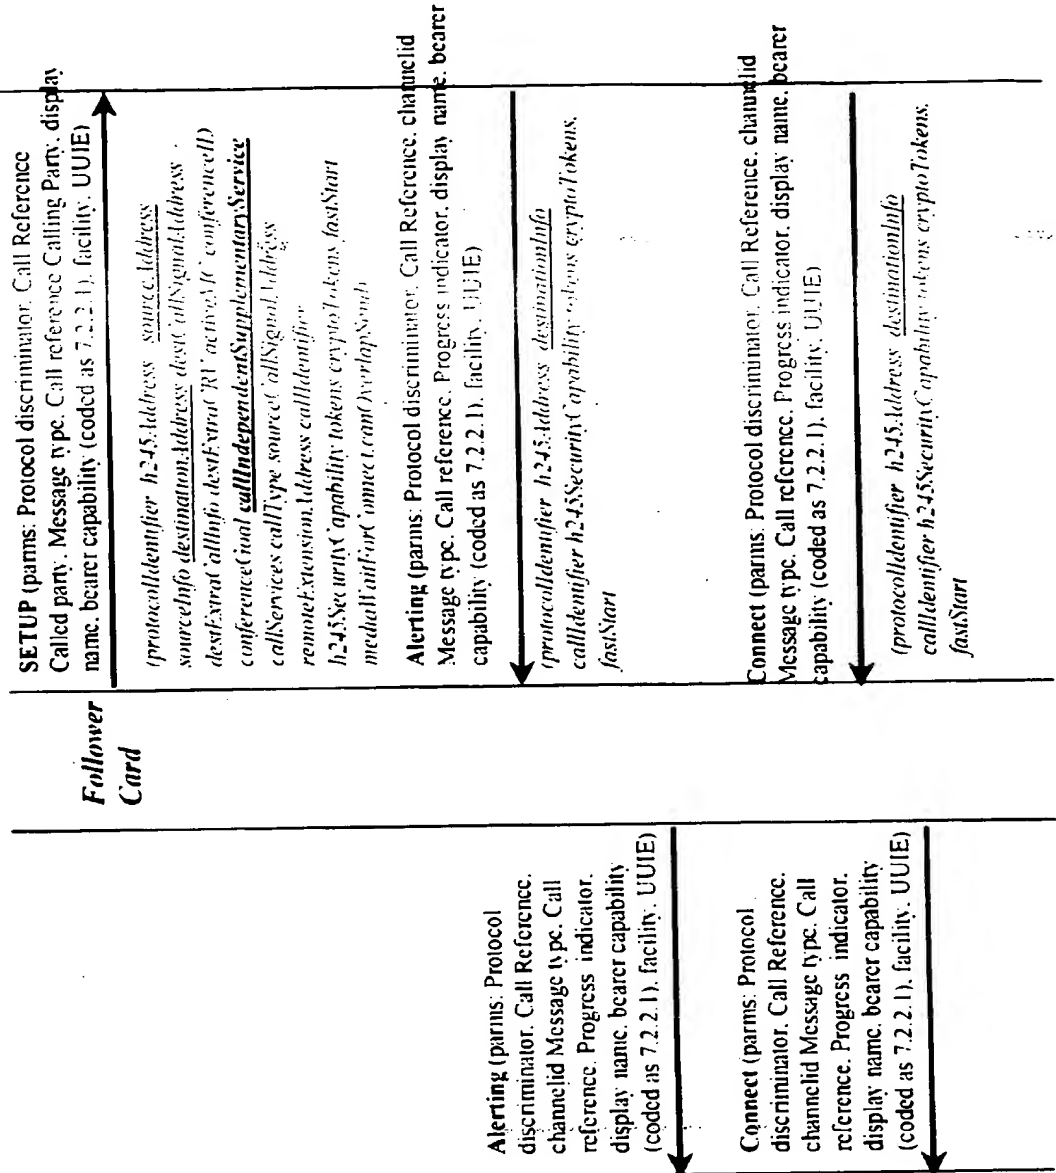 SETUP (parms: Protocol discriminator. Call Reference
Called party. Message type. Call reference Calling Party. display
name. bearer capability (coded as 7.2.2.1). facility. UUIE)
Follower
Card
(protocolIdentifier h245Address sourceAddress
sourceInfo destinationAddress destCallSignalAddress
destExtraCallInfo destExtraCRV activeMC conferenceID
conferenceGoal callIndependentSupplementaryService
callServices callType sourceCallSignalAddress
remoteExtensionAddress callIdentifier
h245SecurityCapability tokens cryptoTokens fastStart
mediaWaitForConnect canOverlapSend)
Alerting (parms: Protocol discriminator. Call Reference. channelid
Message type. Call reference. Progress indicator. display name. bearer
capability (coded as 7.2.2.1). facility. UUIE)
(protocolIdentifier h245Address destinationInfo
callIdentifier h245SecurityCapability tokens cryptoTokens.
fastStart
Connect (parms: Protocol discriminator. Call Reference. channelid
Message type. Call reference. Progress indicator. display name. bearer
capability (coded as 7.2.2.1). facility. UUIE)
(protocolIdentifier h245Address destinationInfo
callIdentifier h245SecurityCapability tokens cryptoTokens.
fastStart
Alerting (parms: Protocol
discriminator. Call Reference.
channelid Message type. Call
reference. Progress indicator.
display name. bearer capability
(coded as 7.2.2.1). facility. UUIE)
Connect (parms: Protocol
discriminator. Call Reference.
channelid Message type. Call
reference. Progress indicator.
display name. bearer capability
(coded as 7.2.2.1). facility. UUIE)